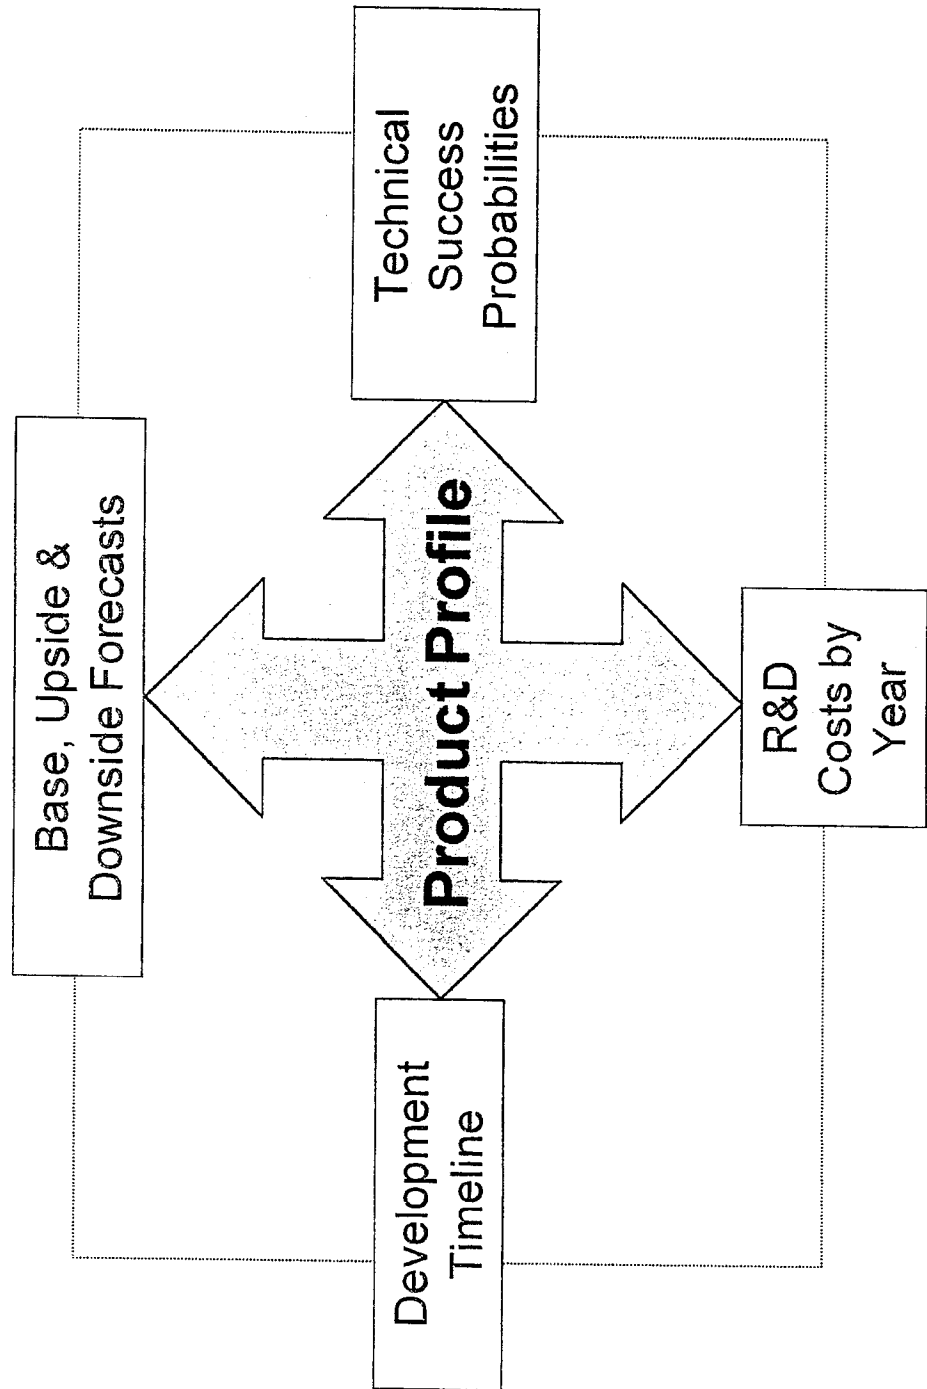 Base, Upside &
Downside Forecasts
Development
Timeline
Product Profile
Technical
Success
Probabilities
R&D
Costs by
Year